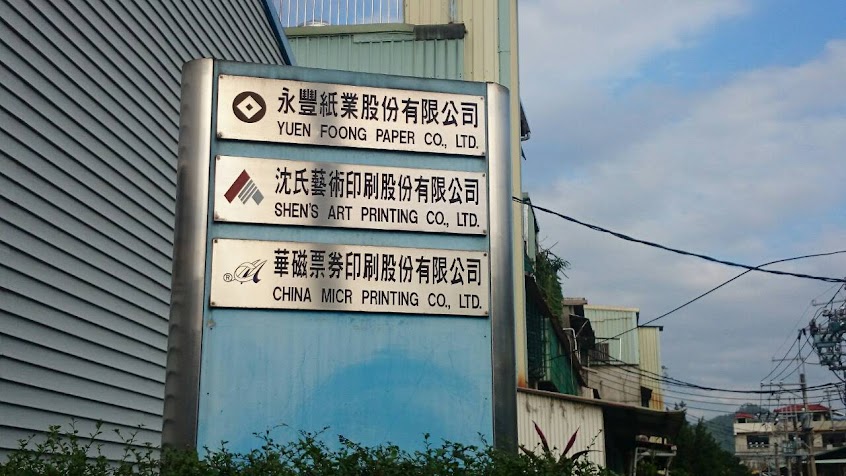 永豐紙業股份有限公司
YUEN FOONG PAPER CO., LTD.
沈氏藝術印刷股份有限公司
SHEN'S ART PRINTING CO., LTD.
® M 華磁票券印刷股份有限公司
CHINA MICR PRINTING CO., LTD.